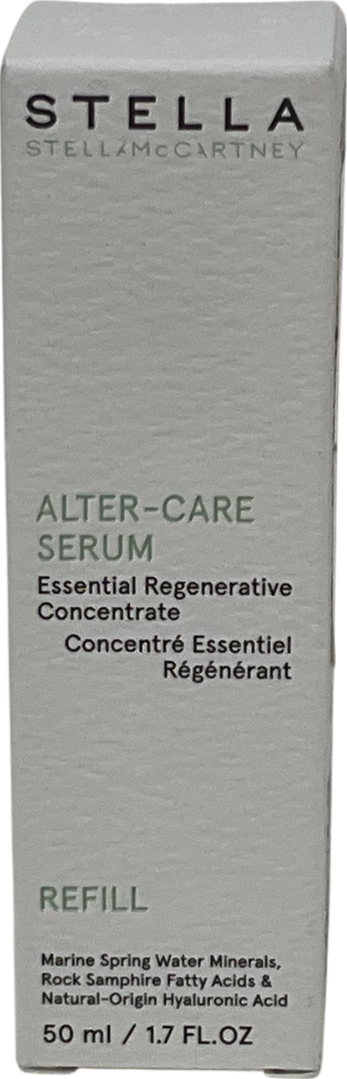 STELLA
STELLA McCARTNEY
ALTER-CARE
SERUM
Essential Regenerative
Concentrate
Concentré Essentiel
Régénérant
REFILL
Marine Spring Water Minerals,
Rock Samphire Fatty Acids &
Natural-Origin Hyaluronic Acid
50 ml / 1.7 FL.OZ